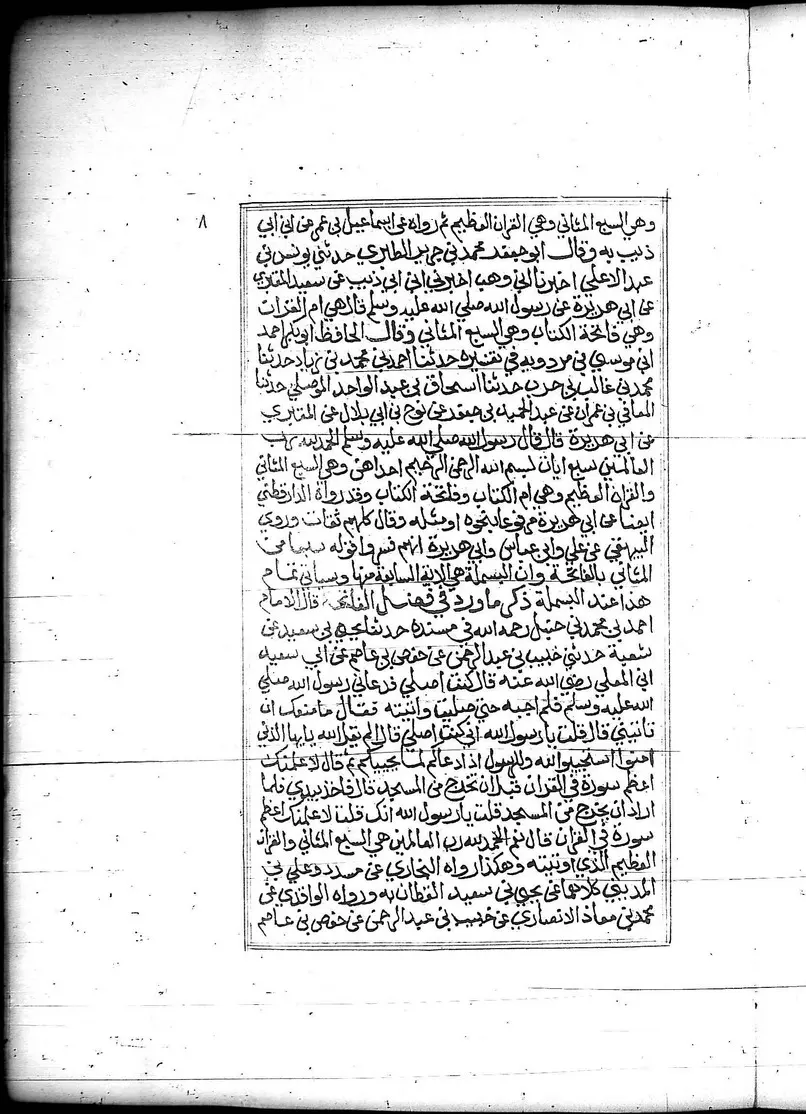 ٨
وهي السبع المثاني وهي القران العظيم ثم رواه عن اسماعيل بن عمر عن ابن ابي
ذئب به وقال ابو جعفر محمد بن جرير الطبري حدثني يونس بن
عبد الاعلي اخبرنا ابن وهب اخبرني ابن ابي ذئب عن سعيد المقبري
عن ابي هريرة عن رسول الله صلي الله عليه وسلم قال هي ام القران
وهي فاتحة الكتاب وهي السبع المثاني وقال الحافظ ابو بكر احمد
ابن موسي بن مردويه في تفسيره حدثنا احمد بن محمد بن زياد حدثنا
محمد بن غالب بن حرب حدثنا اسحاق بن عبد الواحد الموصلي حدثنا
المعافي بن عمران عن عبد الحميد بن جعفر عن نوح بن ابي بلال عن المقبري
عن ابي هريرة قال قال رسول الله صلي الله عليه وسلم الحمد لله رب
العالمين سبع ايات بسم الله الرحمن الرحيم احداهن وهي السبع المثاني
والقران العظيم وهي ام الكتاب وفاتحة الكتاب وقد رواه الدارقطني
ايضا عن ابي هريرة مرفوعا بنحوه او مثله وقال كلهم ثقات وروي
البيهقي عن علي وابن عباس وابي هريرة انهم فسروا قوله سبعا من
المثاني بالفاتحة وان البسملة هي الاية السابعة منها وسياتي تمام
هذا عند البسملة ذكر ما ورد في فضل الفاتحة قال الامام
احمد بن محمد بن حنبل رحمه الله في مسنده حدثنا يحيي بن سعيد عن
شعبة حدثني خبيب بن عبد الرحمن عن حفص بن عاصم عن ابي سعيد
ابن المعلي رضي الله عنه قال كنت اصلي فدعاني رسول الله صلي
الله عليه وسلم فلم اجبه حتي صليت واتيته فقال ما منعك ان
تاتيني قال قلت يا رسول الله اني كنت اصلي قال الم يقل الله يا ايها الذين
امنوا استجيبوا لله وللرسول اذا دعاكم لما يحييكم ثم قال لاعلمنك
اعظم سورة في القران قبل ان تخرج من المسجد قال فاخذ بيدي فلما
اراد ان يخرج من المسجد قلت يا رسول الله انك قلت لاعلمنك اعظم
سورة في القران قال نعم الحمد لله رب العالمين هي السبع المثاني والقران
العظيم الذي اوتيته وهكذا رواه البخاري عن مسدد وعلي بن
المديني كلاهما عن يحيي بن سعيد القطان به ورواه الواقدي عن
محمد بن معاذ الانصاري عن خبيب بن عبد الرحمن عن حفص بن عاصم